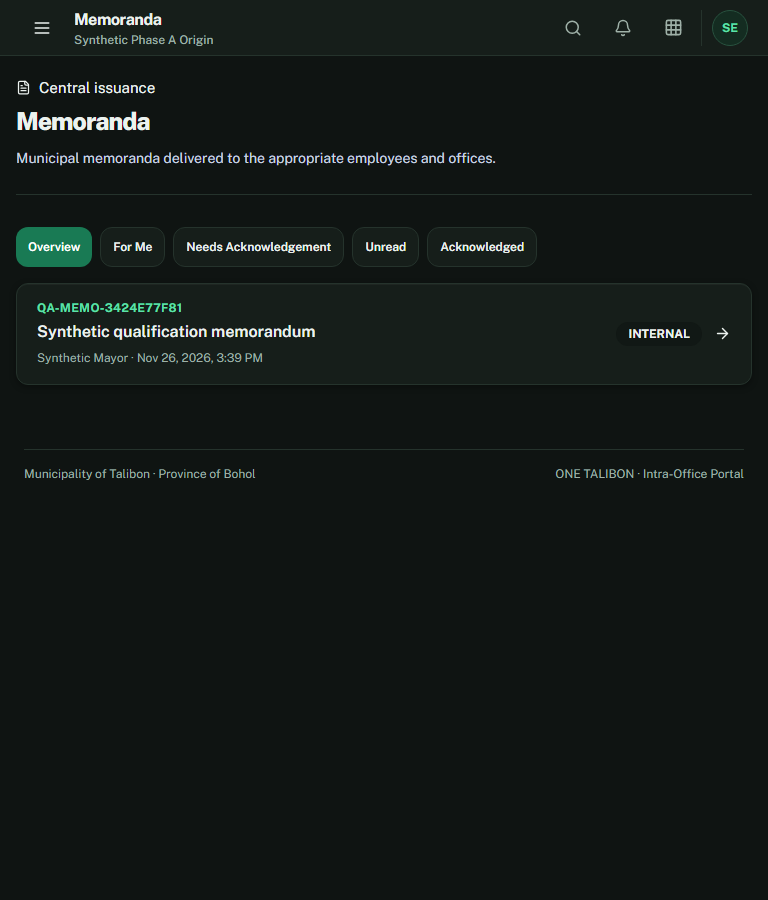 Memoranda
Synthetic Phase A Origin
SE
Central issuance
Memoranda
Municipal memoranda delivered to the appropriate employees and offices.
Overview
For Me
Needs Acknowledgement
Unread
Acknowledged
QA-MEMO-3424E77F81
Synthetic qualification memorandum
Synthetic Mayor · Nov 26, 2026, 3:39 PM
INTERNAL
Municipality of Talibon · Province of Bohol
ONE TALIBON · Intra-Office Portal